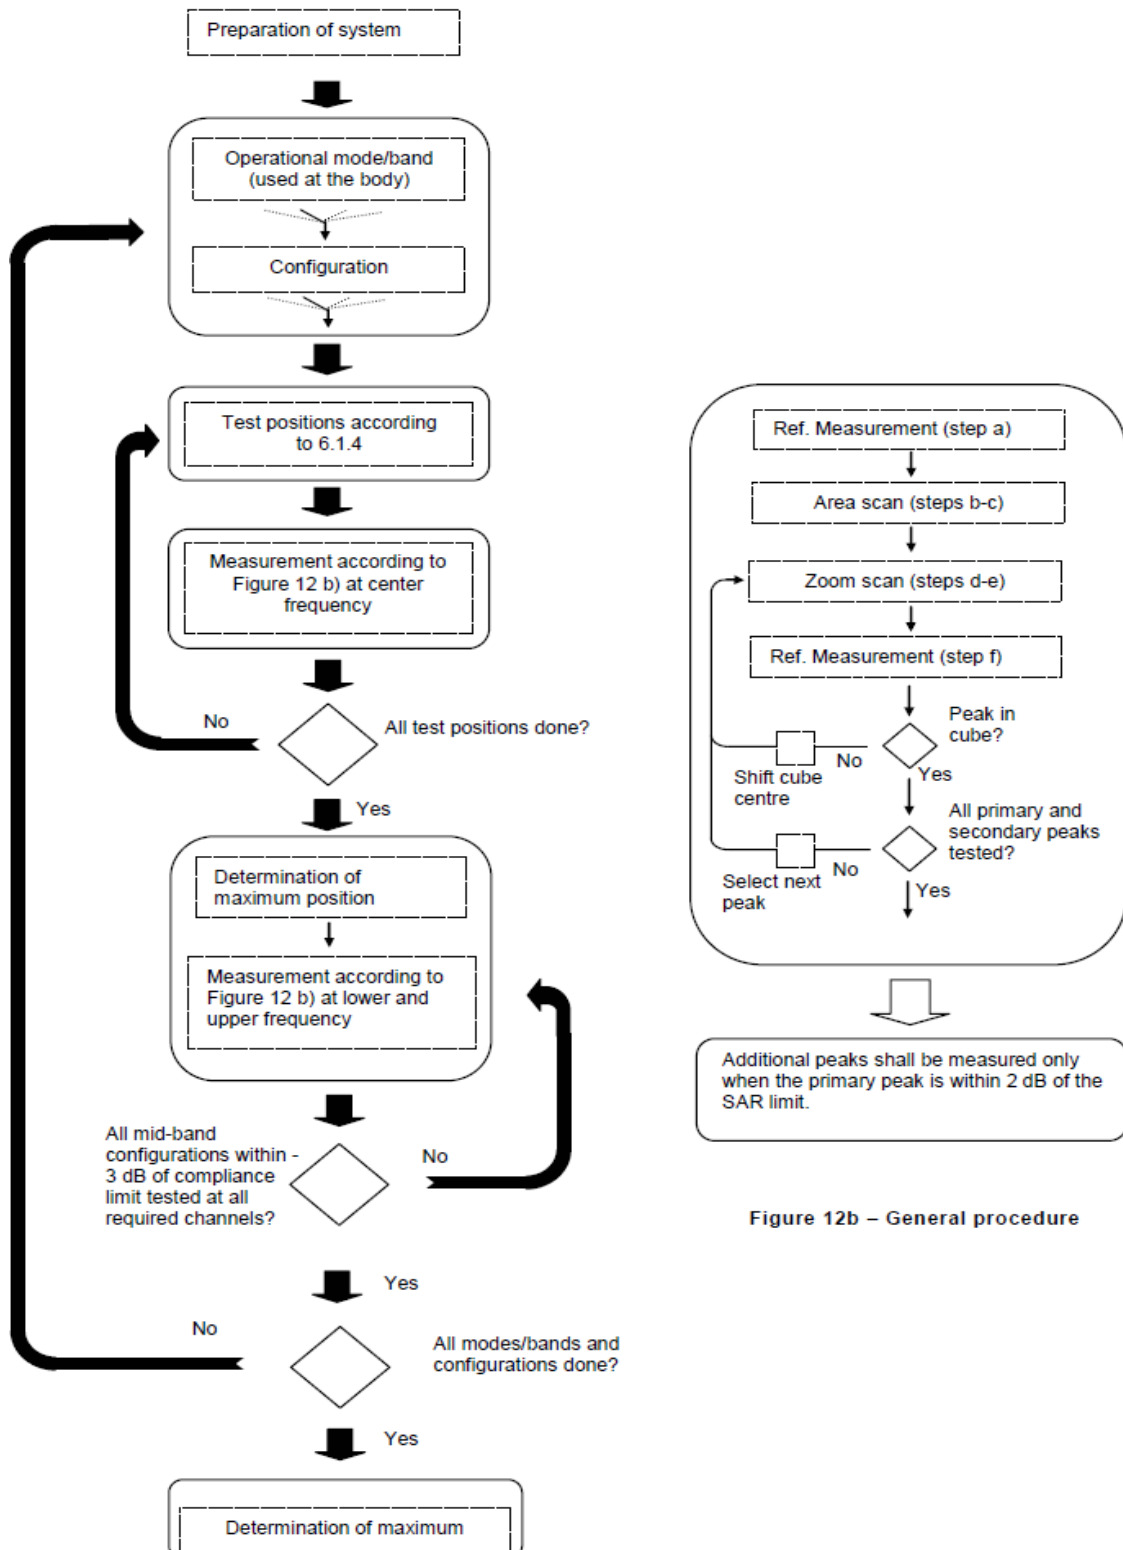 Preparation of system
Operational mode/band
(used at the body)
Configuration
Test positions according
to 6.1.4
Measurement according to
Figure 12 b) at center
frequency
No
All test positions done?
Yes
Determination of
maximum position
Measurement according to
Figure 12 b) at lower and
upper frequency
All mid-band
configurations within -
3 dB of compliance
limit tested at all
required channels?
No
Yes
No
All modes/bands and
configurations done?
Yes
Determination of maximum
Ref. Measurement (step a)
Area scan (steps b-c)
Zoom scan (steps d-e)
Ref. Measurement (step f)
Peak in
cube?
No
Shift cube
centre
Yes
All primary and
secondary peaks
tested?
No
Select next
peak
Yes
Additional peaks shall be measured only
when the primary peak is within 2 dB of the
SAR limit.
Figure 12b – General procedure